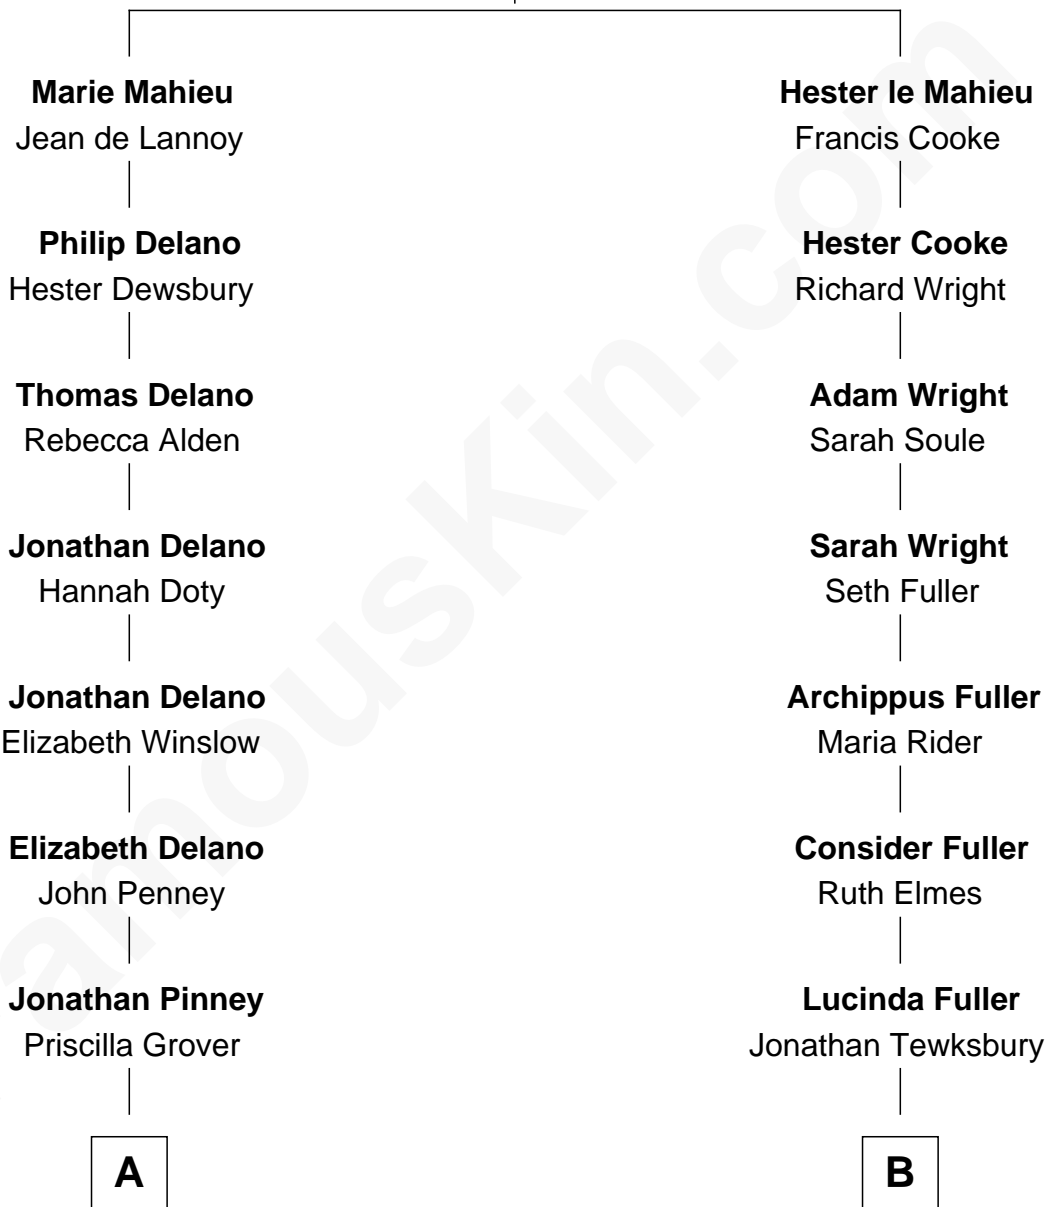 Marie Mahieu
Jean de Lannoy
Hester le Mahieu
Francis Cooke
Philip Delano
Hester Dewsbury
Hester Cooke
Richard Wright
Thomas Delano
Rebecca Alden
Adam Wright
Sarah Soule
Jonathan Delano
Hannah Doty
Sarah Wright
Seth Fuller
Jonathan Delano
Elizabeth Winslow
Archippus Fuller
Maria Rider
Elizabeth Delano
John Penney
Consider Fuller
Ruth Elmes
Jonathan Pinney
Priscilla Grover
Lucinda Fuller
Jonathan Tewksbury
A
B
amouskin.com